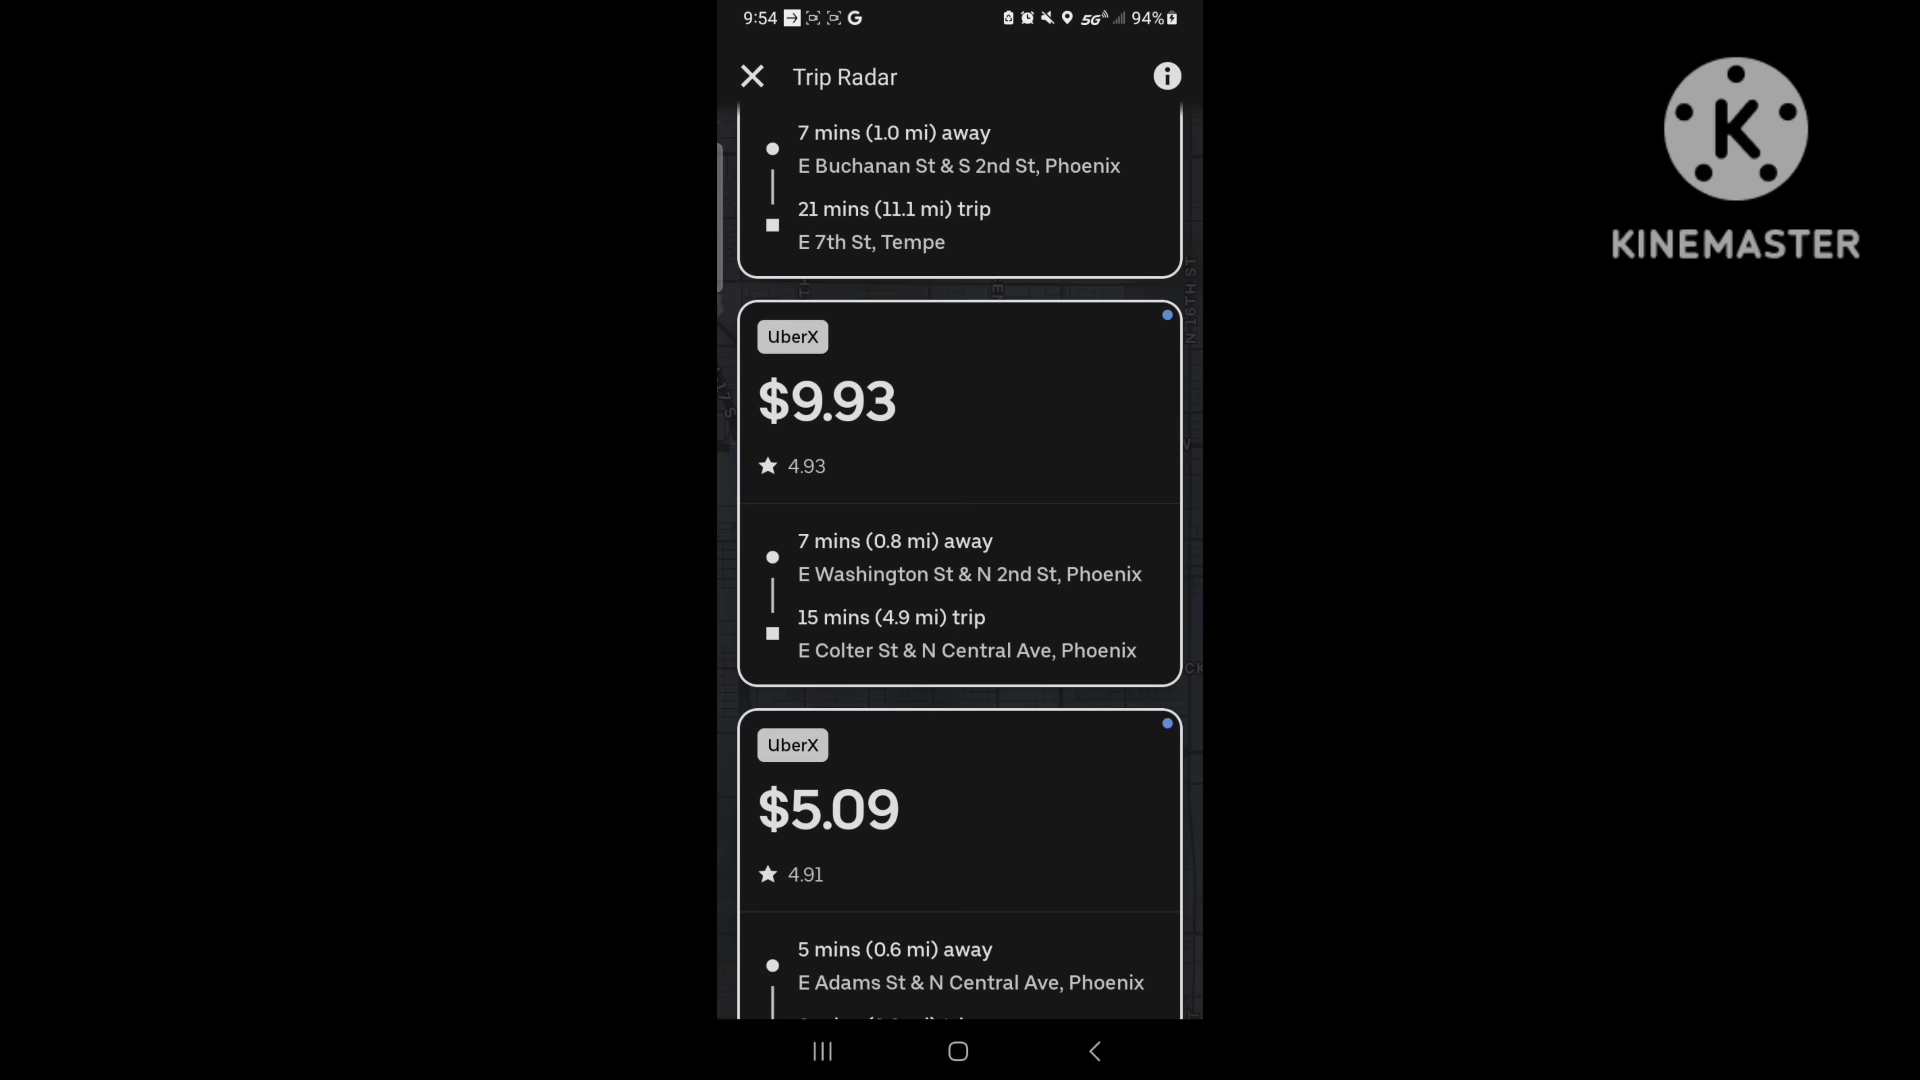 9:54
G
5G
94%
Trip Radar
7 mins (1.0 mi) away
E Buchanan St & S 2nd St, Phoenix
21 mins (11.1 mi) trip
E 7th St, Tempe
UberX
$9.93
4.93
7 mins (0.8 mi) away
E Washington St & N 2nd St, Phoenix
15 mins (4.9 mi) trip
E Colter St & N Central Ave, Phoenix
UberX
$5.09
4.91
5 mins (0.6 mi) away
E Adams St & N Central Ave, Phoenix
N 16TH ST
K
KINEMASTER